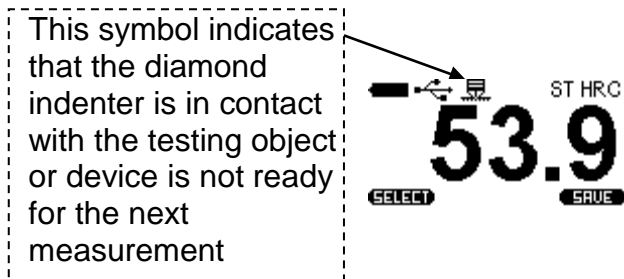 This symbol indicates
that the diamond
indenter is in contact
with the testing object
or device is not ready
for the next
measurement
ST HRC
53.9
SELECT
SAVE